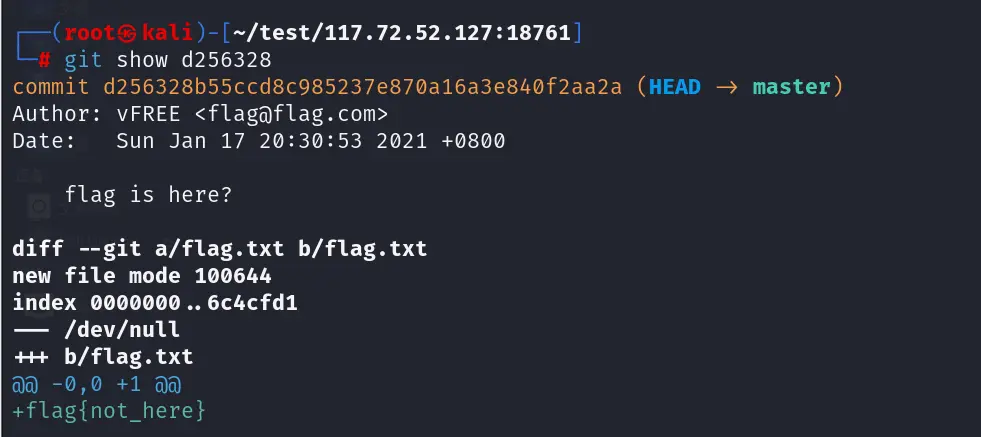 ┌──(root㉿kali)-[~/test/117.72.52.127:18761]
└─# git show d256328
commit d256328b55ccd8c985237e870a16a3e840f2aa2a (HEAD -> master)
Author: vFREE <flag@flag.com>
Date:   Sun Jan 17 20:30:53 2021 +0800
    flag is here?
diff --git a/flag.txt b/flag.txt
new file mode 100644
index 0000000..6c4cfd1
--- /dev/null
+++ b/flag.txt
@@ -0,0 +1 @@
+flag{not_here}